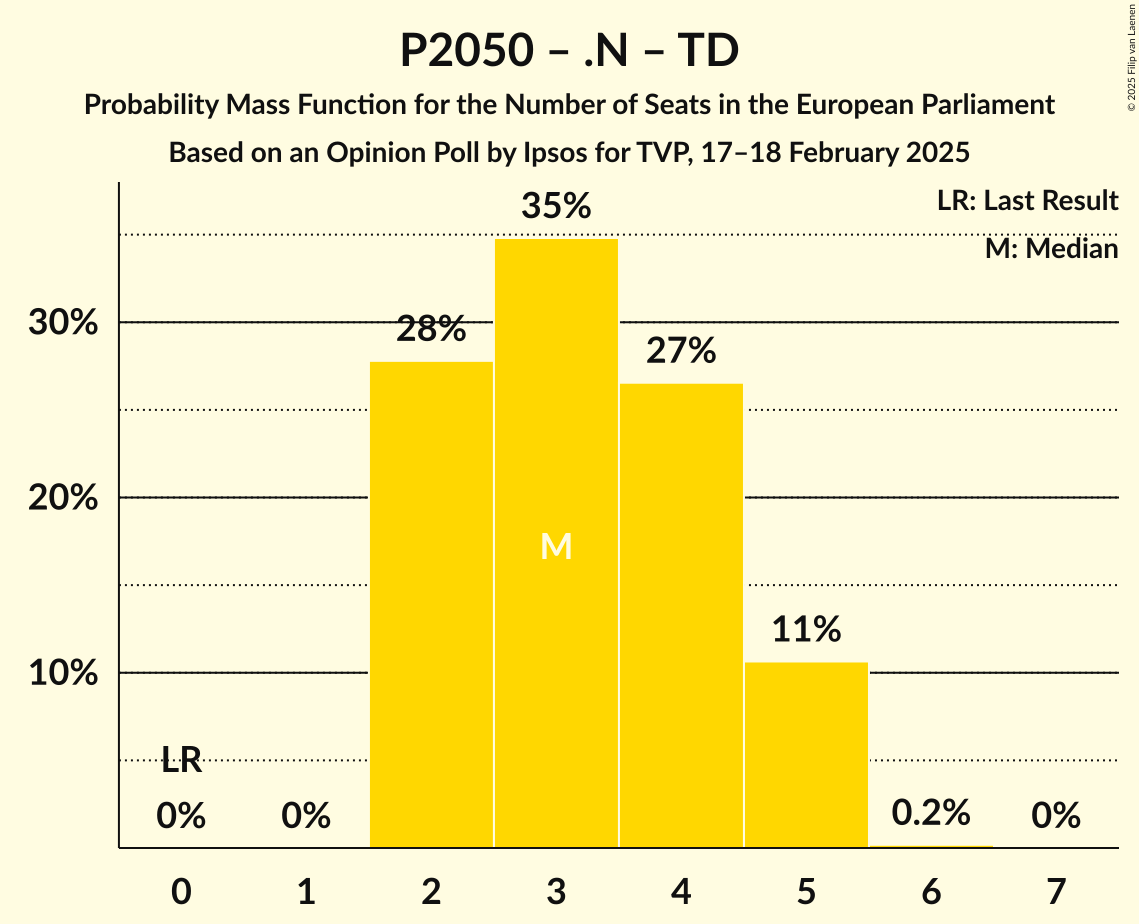 P2050 – .N – TD
Probability Mass Function for the Number of Seats in the European Parliament
Based on an Opinion Poll by Ipsos for TVP, 17–18 February 2025
© 2025 Filip van Laenen
LR: Last Result
M: Median
35%
30%
28%
27%
20%
M
11%
10%
LR
0%
0%
0.2%
0%
0 1 2 3 4 5 6 7